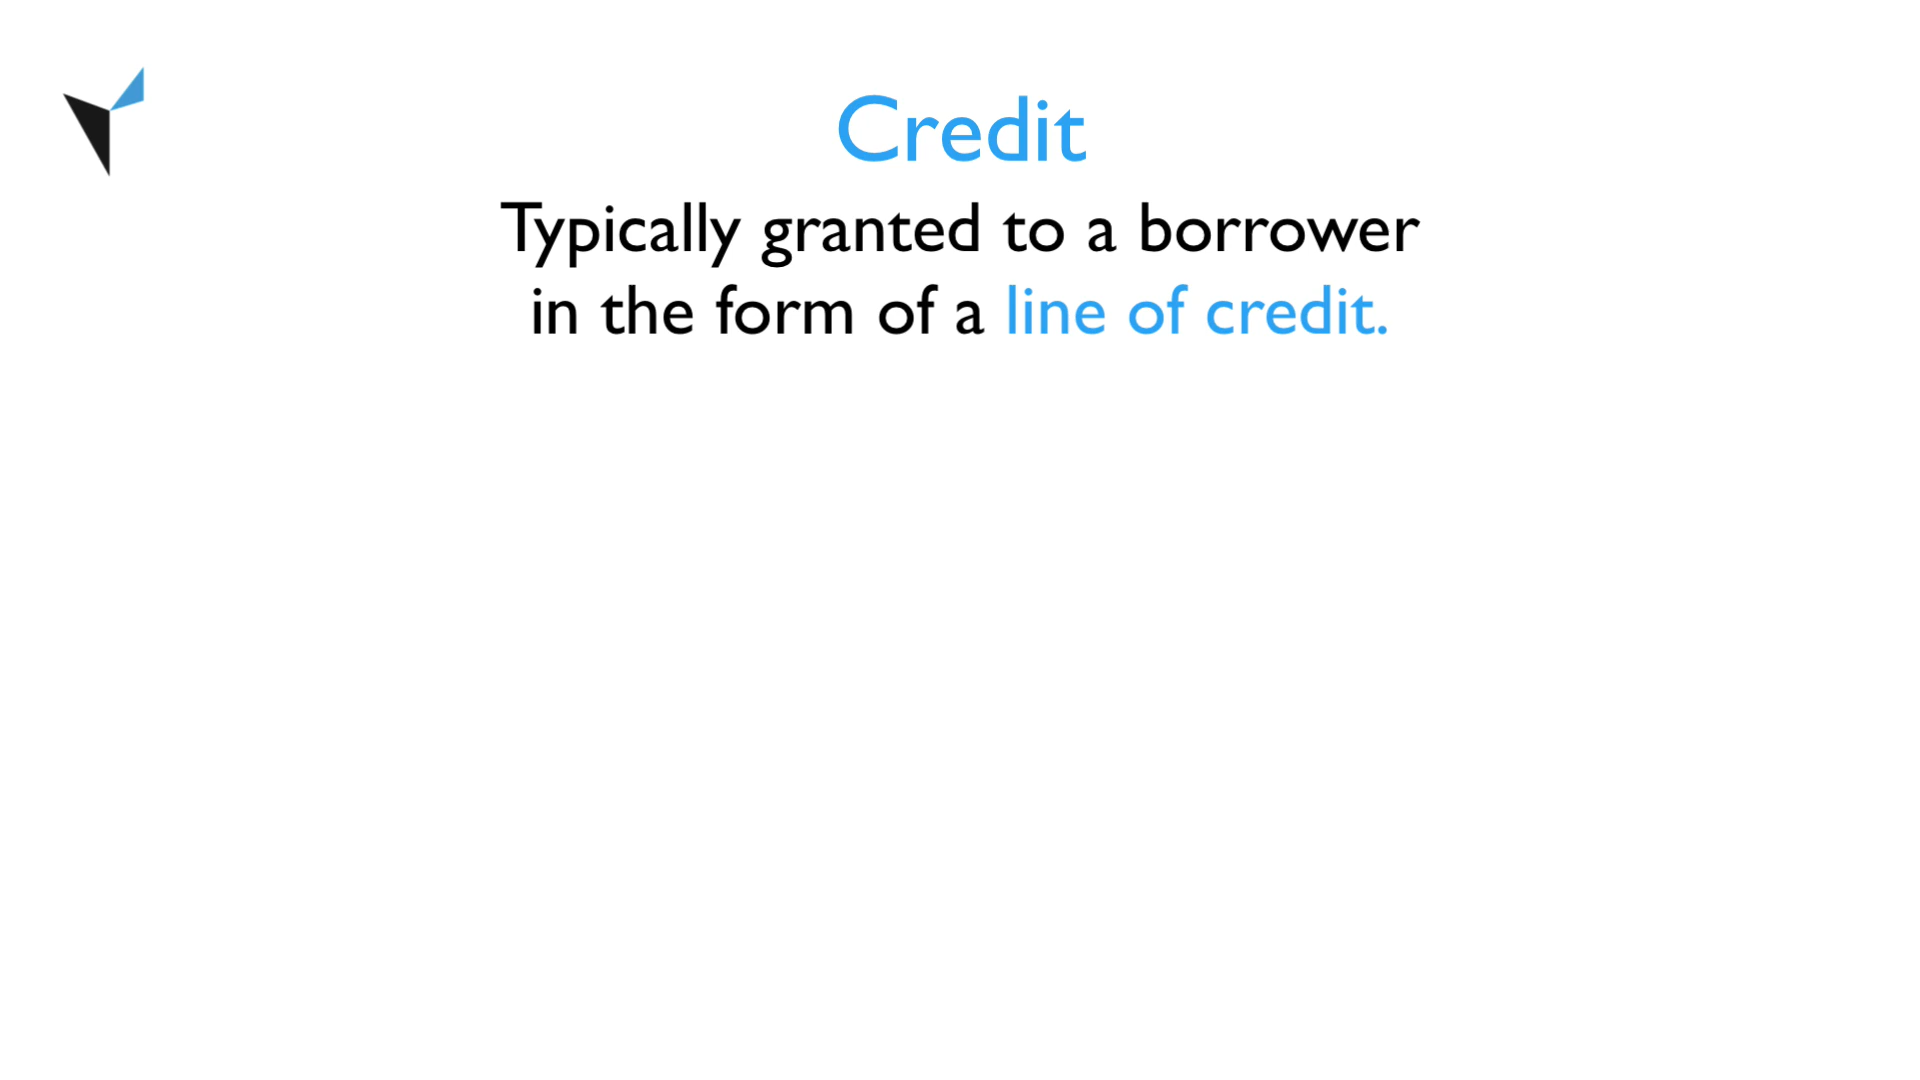 Credit
Typically granted to a borrower
in the form of a line of credit.